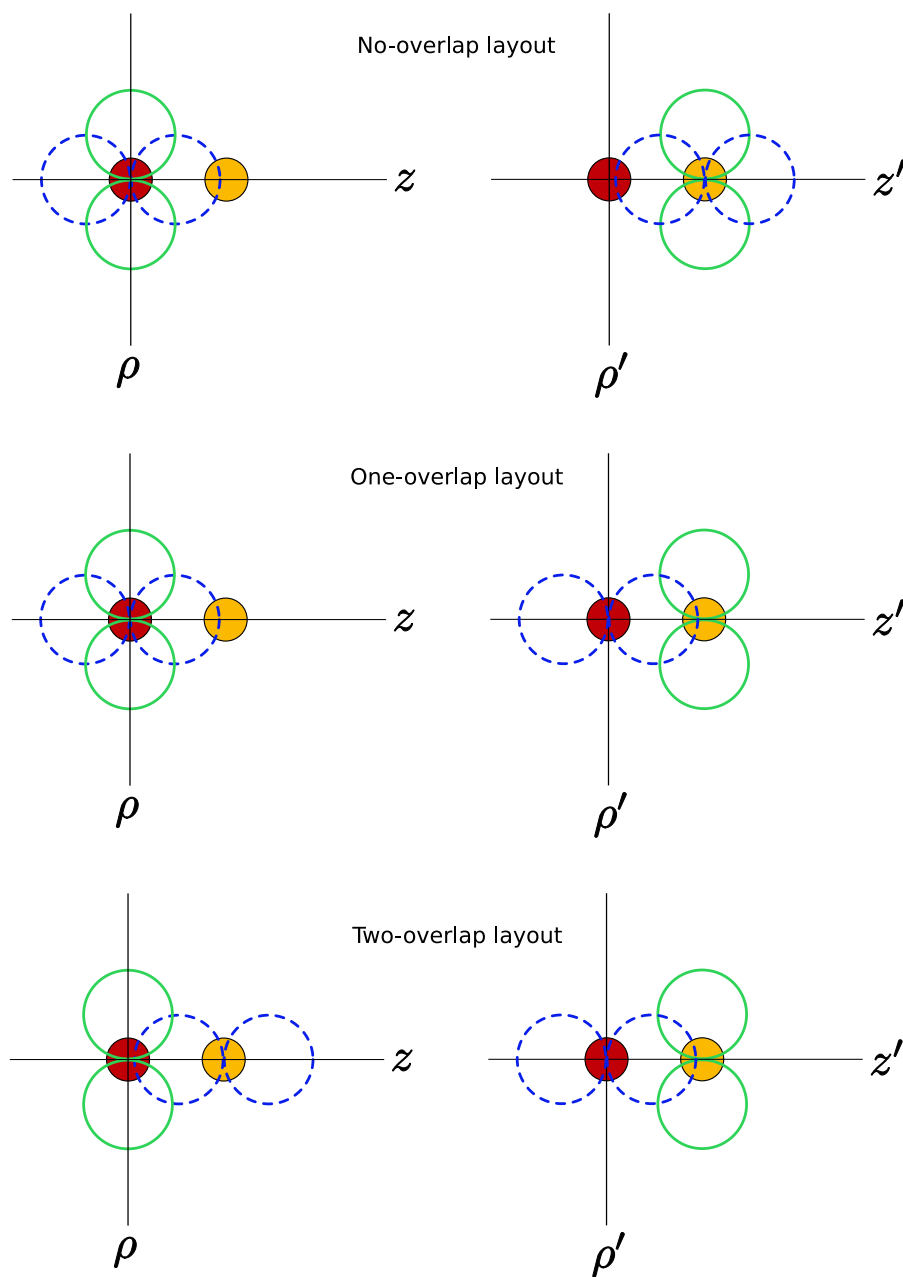 No-overlap layout
z
z′
ρ
ρ′
One-overlap layout
z
z′
ρ
ρ′
Two-overlap layout
z
z′
ρ
ρ′